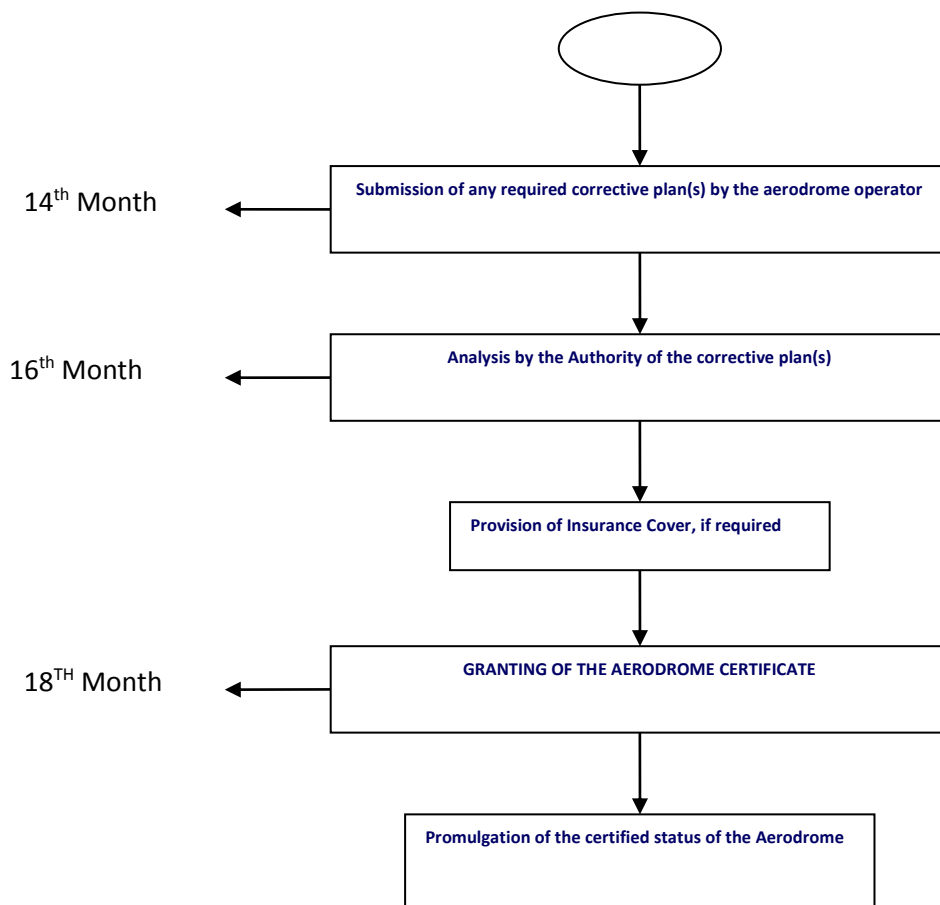 Submission of any required corrective plan(s) by the aerodrome operator
14th Month
Analysis by the Authority of the corrective plan(s)
16th Month
Provision of Insurance Cover, if required
GRANTING OF THE AERODROME CERTIFICATE
18TH Month
Promulgation of the certified status of the Aerodrome